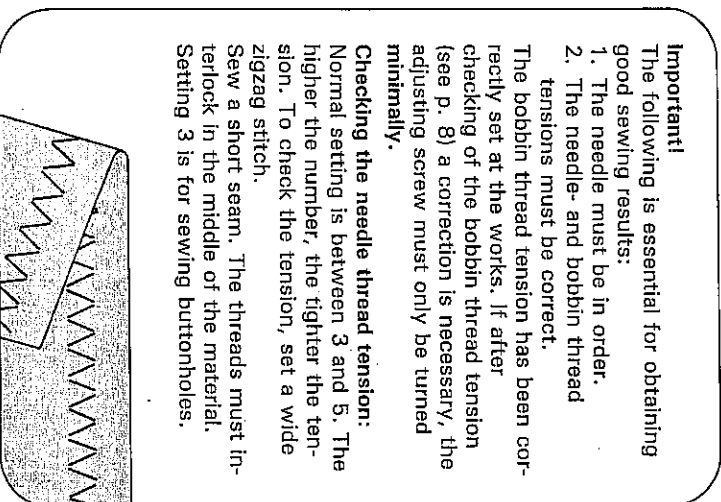 Important!
The following is essential for obtaining
good sewing results:
1. The needle must be in order.
2. The needle- and bobbin thread
tensions must be correct.
The bobbin thread tension has been cor-
rectly set at the works. If after
checking of the bobbin thread tension
(see p. 8) a correction is necessary, the
adjusting screw must only be turned
minimally.
Checking the needle thread tension:
Normal setting is between 3 and 5. The
higher the number, the tighter the ten-
sion. To check the tension, set a wide
zigzag stitch.
Sew a short seam. The threads must in-
terlock in the middle of the material.
Setting 3 is for sewing buttonholes.